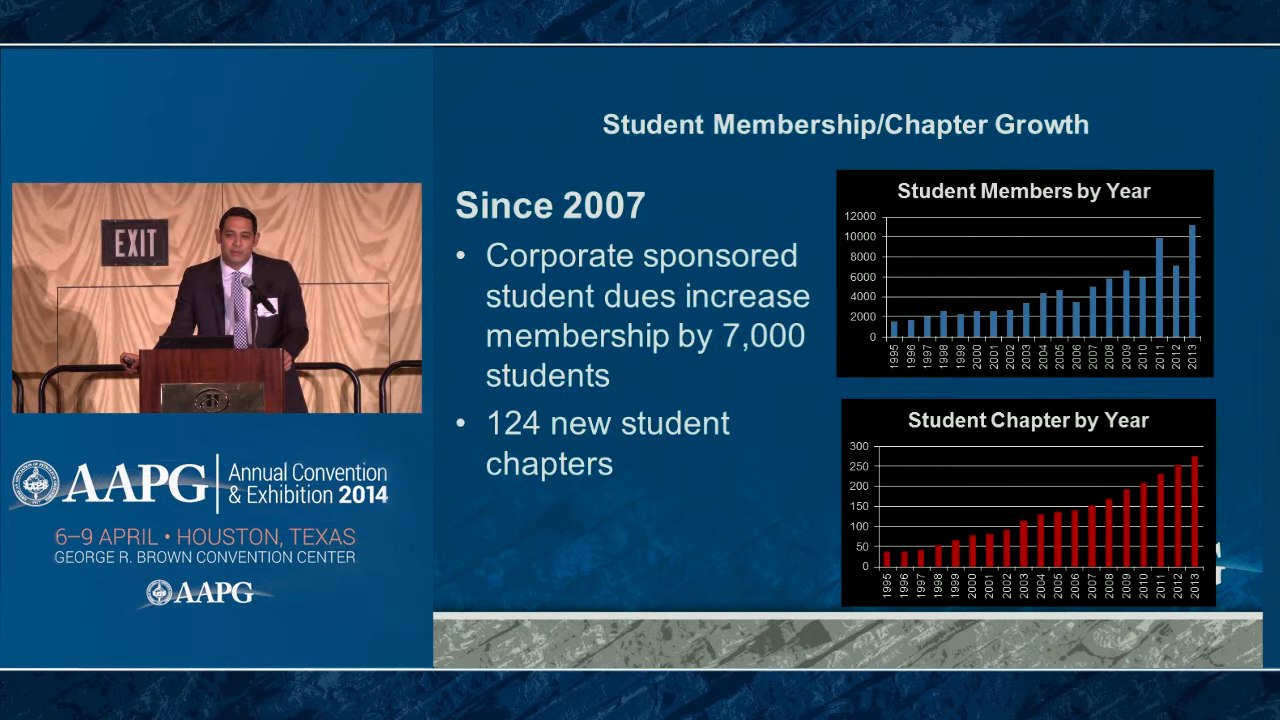 Student Membership/Chapter Growth
EXIT
Since 2007
• Corporate sponsored
student dues increase
membership by 7,000
students
• 124 new student
chapters
Student Members by Year
12000
10000
8000
6000
4000
2000
0
1995 1996 1997 1998 1999 2000 2001 2002 2003 2004 2005 2006 2007 2008 2009 2010 2011 2012 2013
Student Chapter by Year
300
250
200
150
100
50
0
1995 1996 1997 1998 1999 2000 2001 2002 2003 2004 2005 2006 2007 2008 2009 2010 2011 2012 2013
AAPG
Annual Convention
& Exhibition 2014
6–9 APRIL • HOUSTON, TEXAS
GEORGE R. BROWN CONVENTION CENTER
AAPG